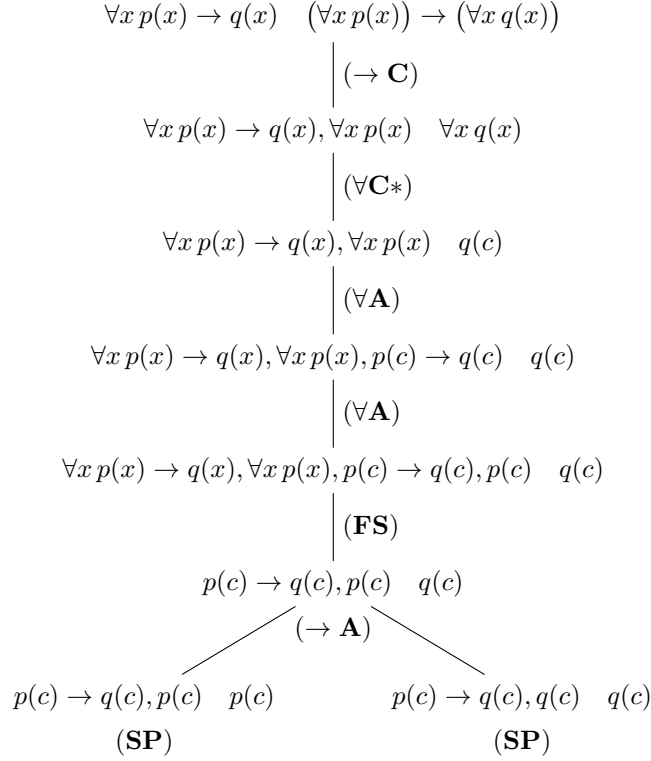 ∀x p(x) → q(x) (∀x p(x)) → (∀x q(x))
(→ C)
∀x p(x) → q(x), ∀x p(x) ∀x q(x)
(∀C∗)
∀x p(x) → q(x), ∀x p(x) q(c)
(∀A)
∀x p(x) → q(x), ∀x p(x), p(c) → q(c) q(c)
(∀A)
∀x p(x) → q(x), ∀x p(x), p(c) → q(c), p(c) q(c)
(FS)
p(c) → q(c), p(c) q(c)
(→ A)
p(c) → q(c), p(c) p(c) p(c) → q(c), q(c) q(c)
(SP) (SP)